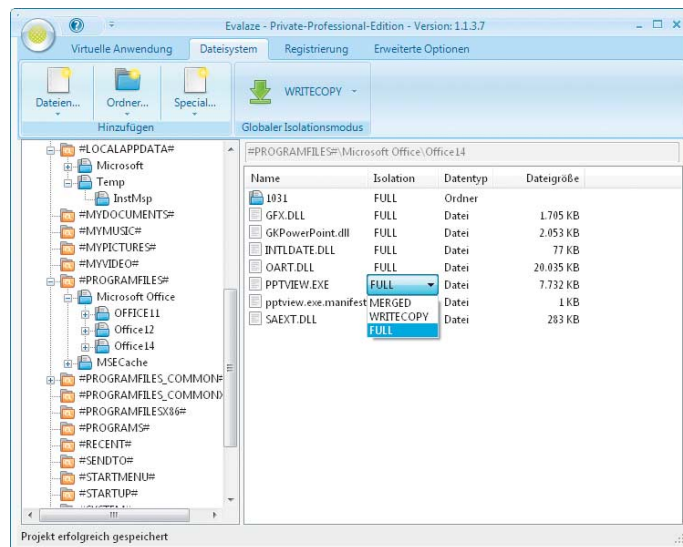 Evalaze - Private-Professional-Edition - Version: 1.1.3.7
Virtuelle Anwendung Dateisystem Registrierung Erweiterte Optionen
Dateien... Ordner... Special... WRITECOPY
Hinzufügen Globaler Isolationsmodus
#LOCALAPPDATA#
Microsoft
Temp
InstMsp
#MYDOCUMENTS#
#MYMUSIC#
#MYPICTURES#
#MYVIDEO#
#PROGRAMFILES#
Microsoft Office
OFFICE11
Office12
Office14
MSECache
#PROGRAMFILES_COMMON#
#PROGRAMFILES_COMMONX
#PROGRAMFILESX86#
#PROGRAMS#
#RECENT#
#SENDTO#
#STARTMENU#
#STARTUP#
#PROGRAMFILES#\Microsoft Office\Office14
Name Isolation Datentyp Dateigröße
1031 FULL Ordner
GFX.DLL FULL Datei 1.705 KB
GKPowerPoint.dll FULL Datei 2.053 KB
INTLDATE.DLL FULL Datei 77 KB
OART.DLL FULL Datei 20.035 KB
PPTVIEW.EXE FULL Datei 7.732 KB
pptview.exe.manifest MERGED Datei 1 KB
SAEXT.DLL WRITECOPY Datei 283 KB
FULL
Projekt erfolgreich gespeichert